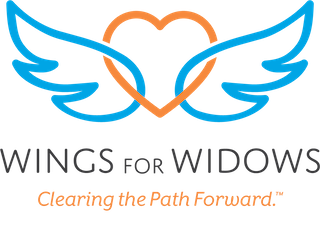 WINGS FOR WIDOWS
Clearing the Path Forward.™